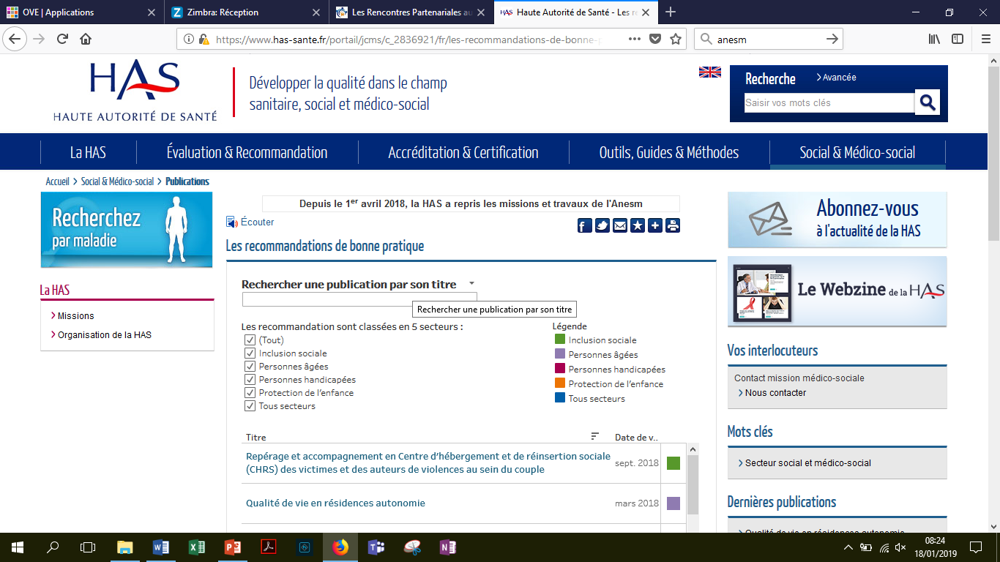 OVE | Applications
Zimbra: Réception
Les Rencontres Partenariales au
HAS Haute Autorité de Santé - Les re
https://www.has-sante.fr/portail/jcms/c_2836921/fr/les-recommandations-de-bonne-p
anesm
HAS
HAUTE AUTORITÉ DE SANTÉ
Développer la qualité dans le champ
sanitaire, social et médico-social
Recherche
Avancée
Saisir vos mots clés
La HAS
Évaluation & Recommandation
Accréditation & Certification
Outils, Guides & Méthodes
Social & Médico-social
Accueil > Social & Médico-social > Publications
Recherchez
par maladie
La HAS
Missions
Organisation de la HAS
Depuis le 1er avril 2018, la HAS a repris les missions et travaux de l'Anesm
Écouter
Les recommandations de bonne pratique
Rechercher une publication par son titre
Rechercher une publication par son titre
Les recommandation sont classées en 5 secteurs :
(Tout)
Inclusion sociale
Personnes âgées
Personnes handicapées
Protection de l'enfance
Tous secteurs
Légende
Inclusion sociale
Personnes âgées
Personnes handicapées
Protection de l'enfance
Tous secteurs
Titre
Date de v..
Repérage et accompagnement en Centre d'hébergement et de réinsertion sociale
(CHRS) des victimes et des auteurs de violences au sein du couple
sept. 2018
Qualité de vie en résidences autonomie
mars 2018
Abonnez-vous
à l'actualité de la HAS
Le Webzine de la HAS
Vos interlocuteurs
Contact mission médico-sociale
Nous contacter
Mots clés
Secteur social et médico-social
Dernières publications
Qualité de vie en résidences autonomie
08:24
18/01/2019